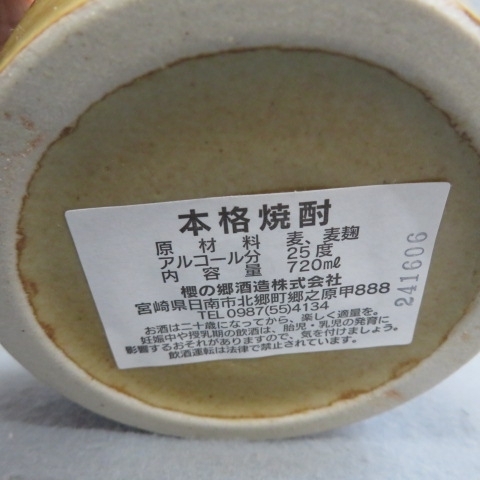 本格焼酎
原材料 麦、麦麹
アルコール分 25度
内容量 720mℓ
櫻の郷酒造株式会社
宮崎県日南市北郷町郷之原甲888
TEL 0987(55)4134
お酒は二十歳になってから、楽しく適量を。
妊娠中や授乳期の飲酒は、胎児・乳児の発育に
影響するおそれがありますので、気を付けましょう。
飲酒運転は法律で禁止されています。
241606